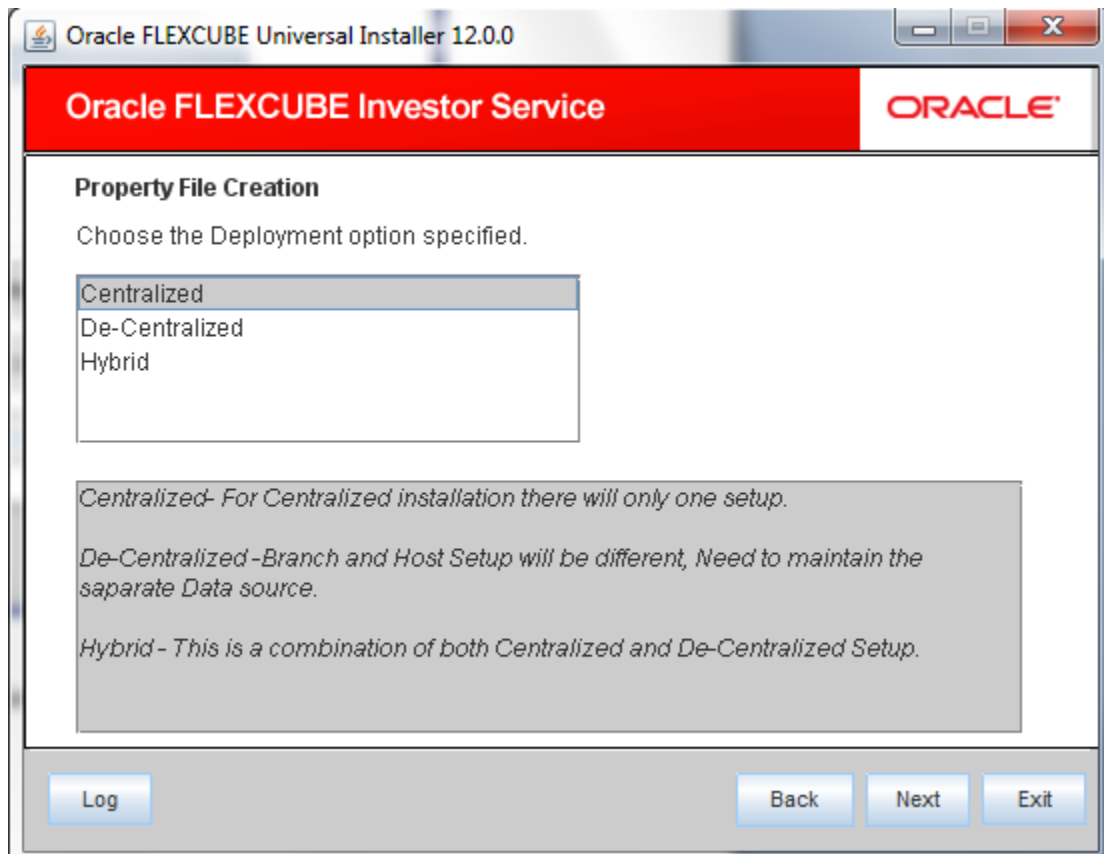 Oracle FLEXCUBE Universal Installer 12.0.0
Oracle FLEXCUBE Investor Service
ORACLE
Property File Creation
Choose the Deployment option specified.
Centralized
De-Centralized
Hybrid
Centralized- For Centralized installation there will only one setup.
De-Centralized -Branch and Host Setup will be different, Need to maintain the
saparate Data source.
Hybrid - This is a combination of both Centralized and De-Centralized Setup.
Log
Back
Next
Exit